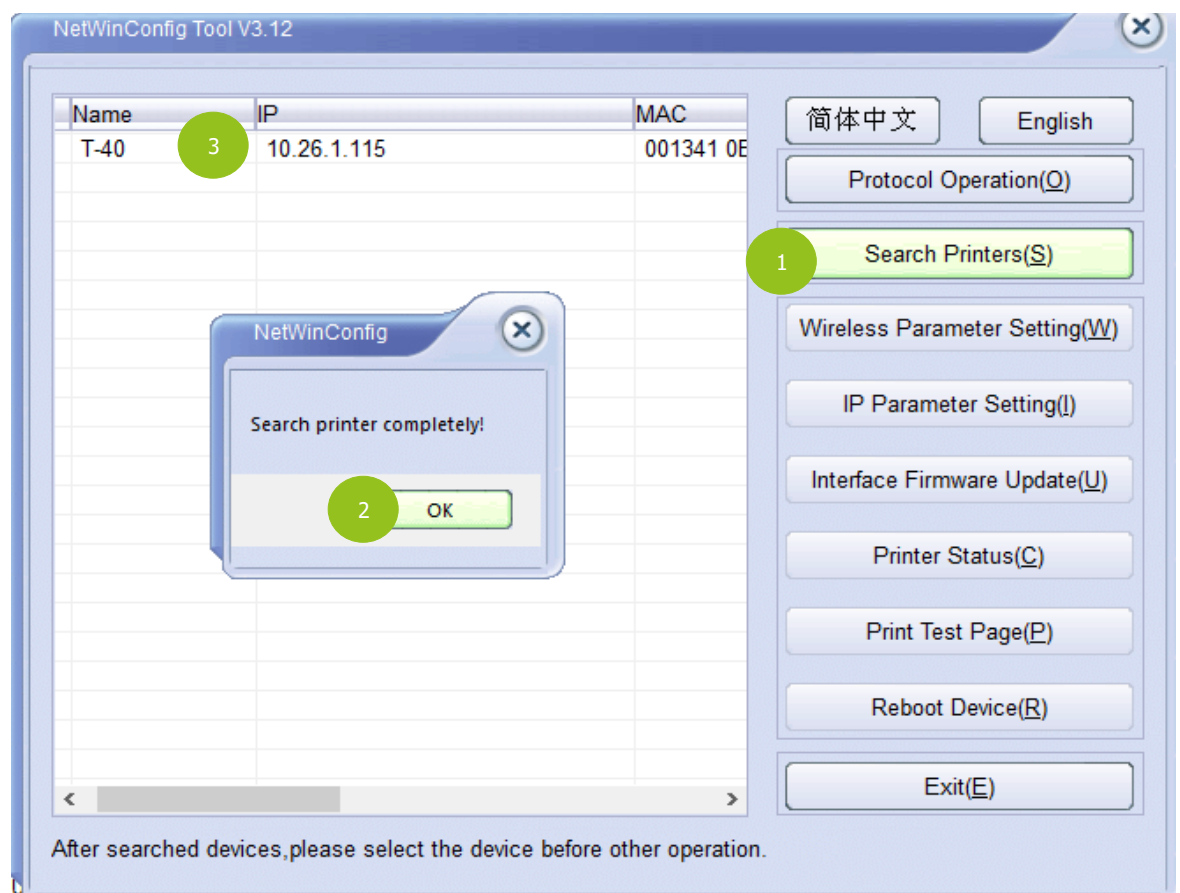 NetWinConfig Tool V3.12
Name IP MAC
T-40 3 10.26.1.115 001341 0E
简体中文 English
Protocol Operation(O)
1 Search Printers(S)
Wireless Parameter Setting(W)
IP Parameter Setting(I)
Interface Firmware Update(U)
Printer Status(C)
Print Test Page(P)
Reboot Device(R)
Exit(E)
NetWinConfig
Search printer completely!
2 OK
After searched devices,please select the device before other operation.